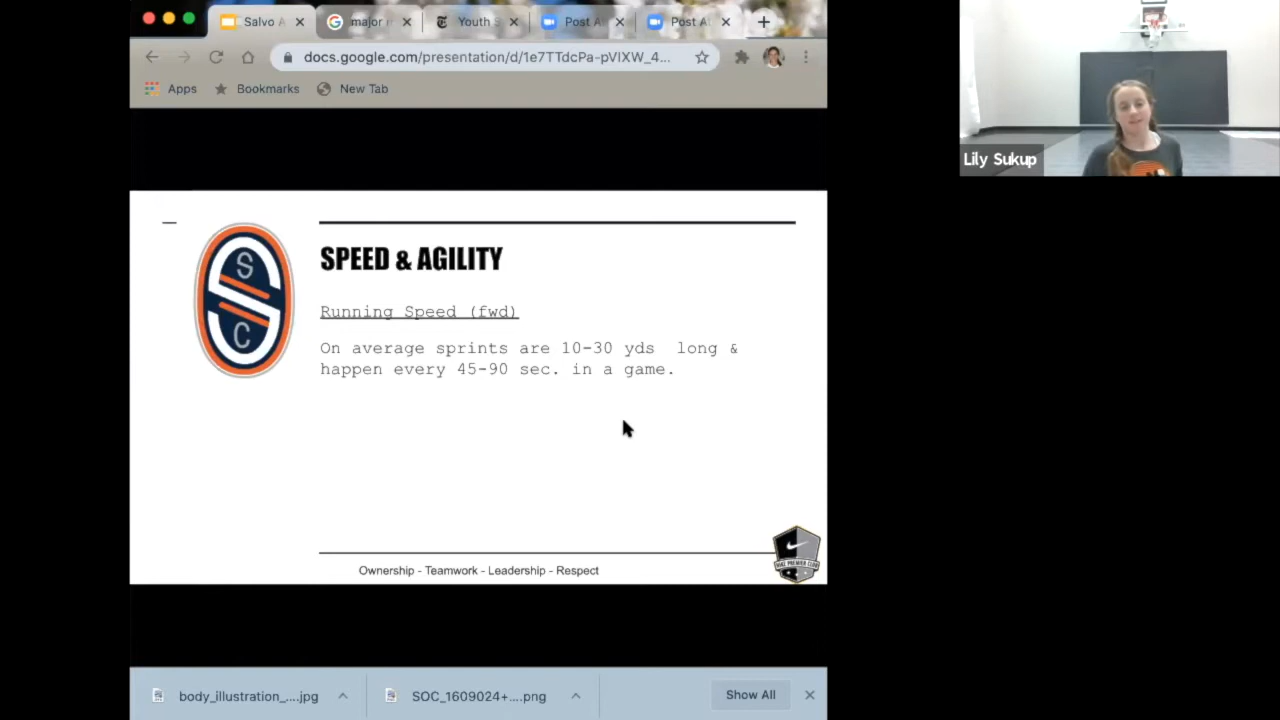 Salvo A
major n
Youth S
Post At
Post At
docs.google.com/presentation/d/1e7TTdcPa-pVIXW_4...
Apps
Bookmarks
New Tab
Lily Sukup
S
C
SPEED & AGILITY
Running Speed (fwd)
On average sprints are 10-30 yds long &
happen every 45-90 sec. in a game.
Ownership - Teamwork - Leadership - Respect
body_illustration_....jpg
SOC_1609024+....png
Show All